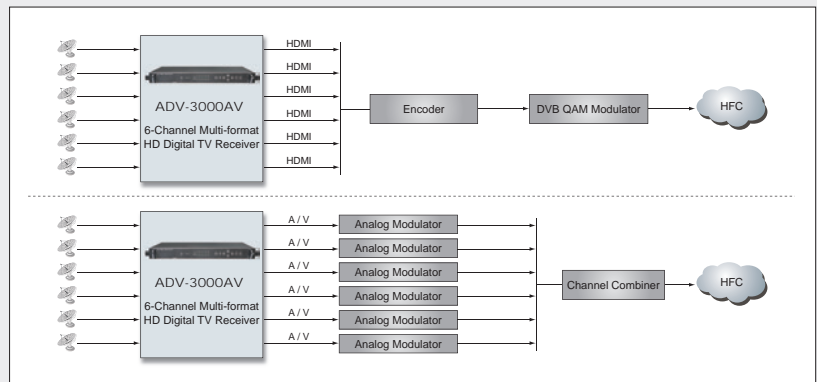 HDMI
HDMI
HDMI
HDMI
HDMI
HDMI
ADV-3000AV
6-Channel Multi-format
HD Digital TV Receiver
Encoder
DVB QAM Modulator
HFC
A / V
A / V
A / V
A / V
A / V
A / V
ADV-3000AV
6-Channel Multi-format
HD Digital TV Receiver
Analog Modulator
Analog Modulator
Analog Modulator
Analog Modulator
Analog Modulator
Analog Modulator
Channel Combiner
HFC